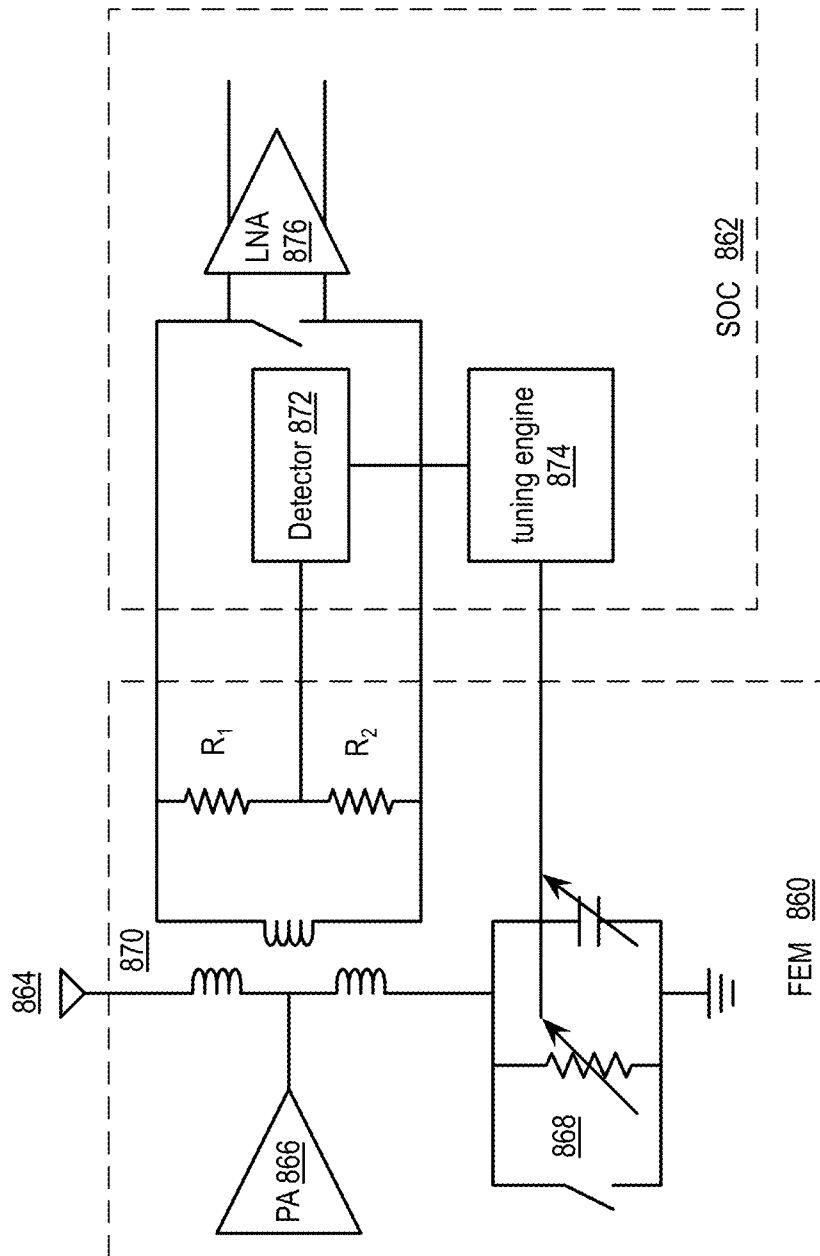 864
870
R1
R2
LNA
876
Detector 872
tuning engine
874
SOC 862
PA 866
868
FEM 860